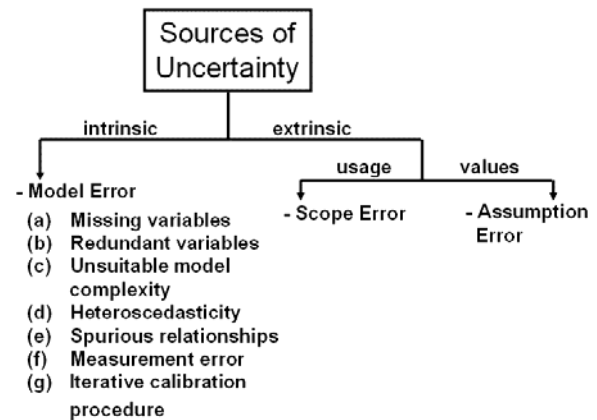 Sources of
Uncertainty
intrinsic
extrinsic
usage
values
- Model Error
(a) Missing variables
(b) Redundant variables
(c) Unsuitable model
complexity
(d) Heteroscedasticity
(e) Spurious relationships
(f) Measurement error
(g) Iterative calibration
procedure
- Scope Error
- Assumption
Error